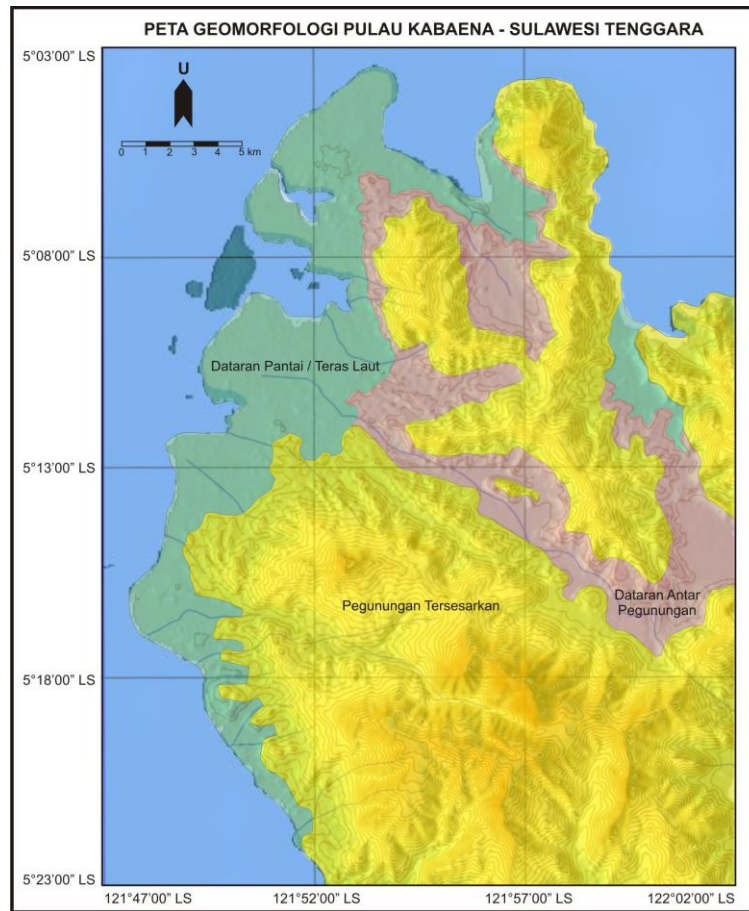 PETA GEOMORFOLOGI PULAU KABAENA - SULAWESI TENGGARA
5°03'00" LS
U
0 1 2 3 4 5 km
5°08'00" LS
Dataran Pantai / Teras Laut
5°13'00" LS
Pegunungan Tersesarkan
Dataran Antar
Pegunungan
5°18'00" LS
5°23'00" LS
121°47'00" LS 121°52'00" LS 121°57'00" LS 122°02'00" LS